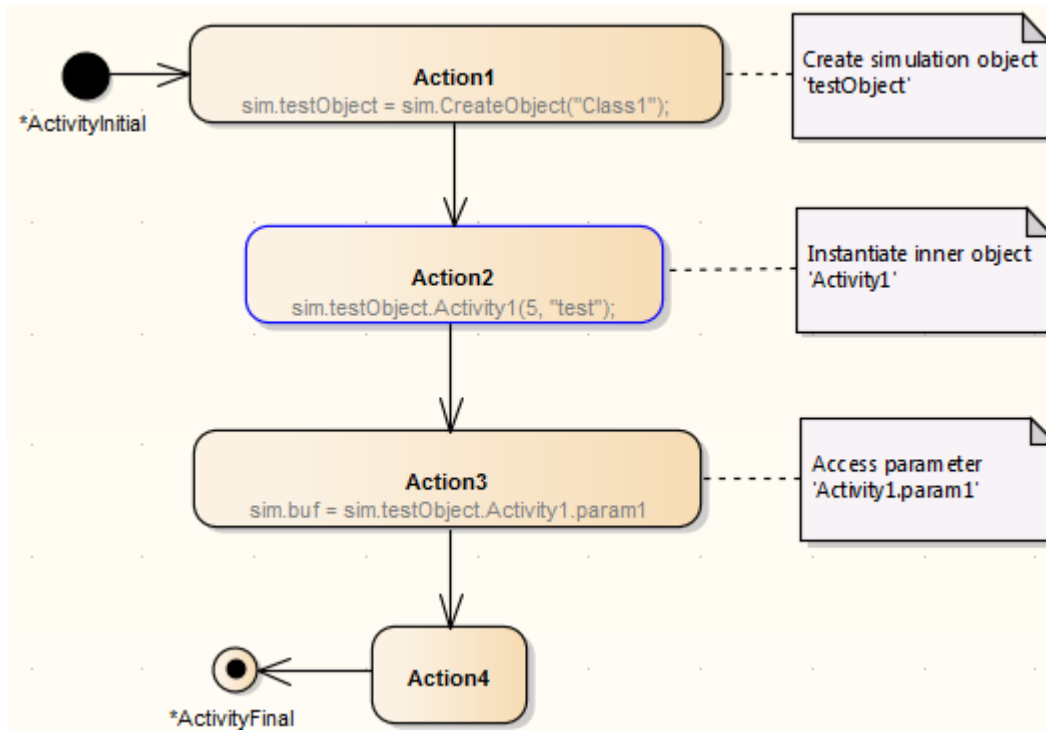 *ActivityInitial
Action1
sim.testObject = sim.CreateObject("Class1");
Create simulation object
'testObject'
Action2
sim.testObject.Activity1(5, "test");
Instantiate inner object
'Activity1'
Action3
sim.buf = sim.testObject.Activity1.param1
Access parameter
'Activity1.param1'
Action4
*ActivityFinal